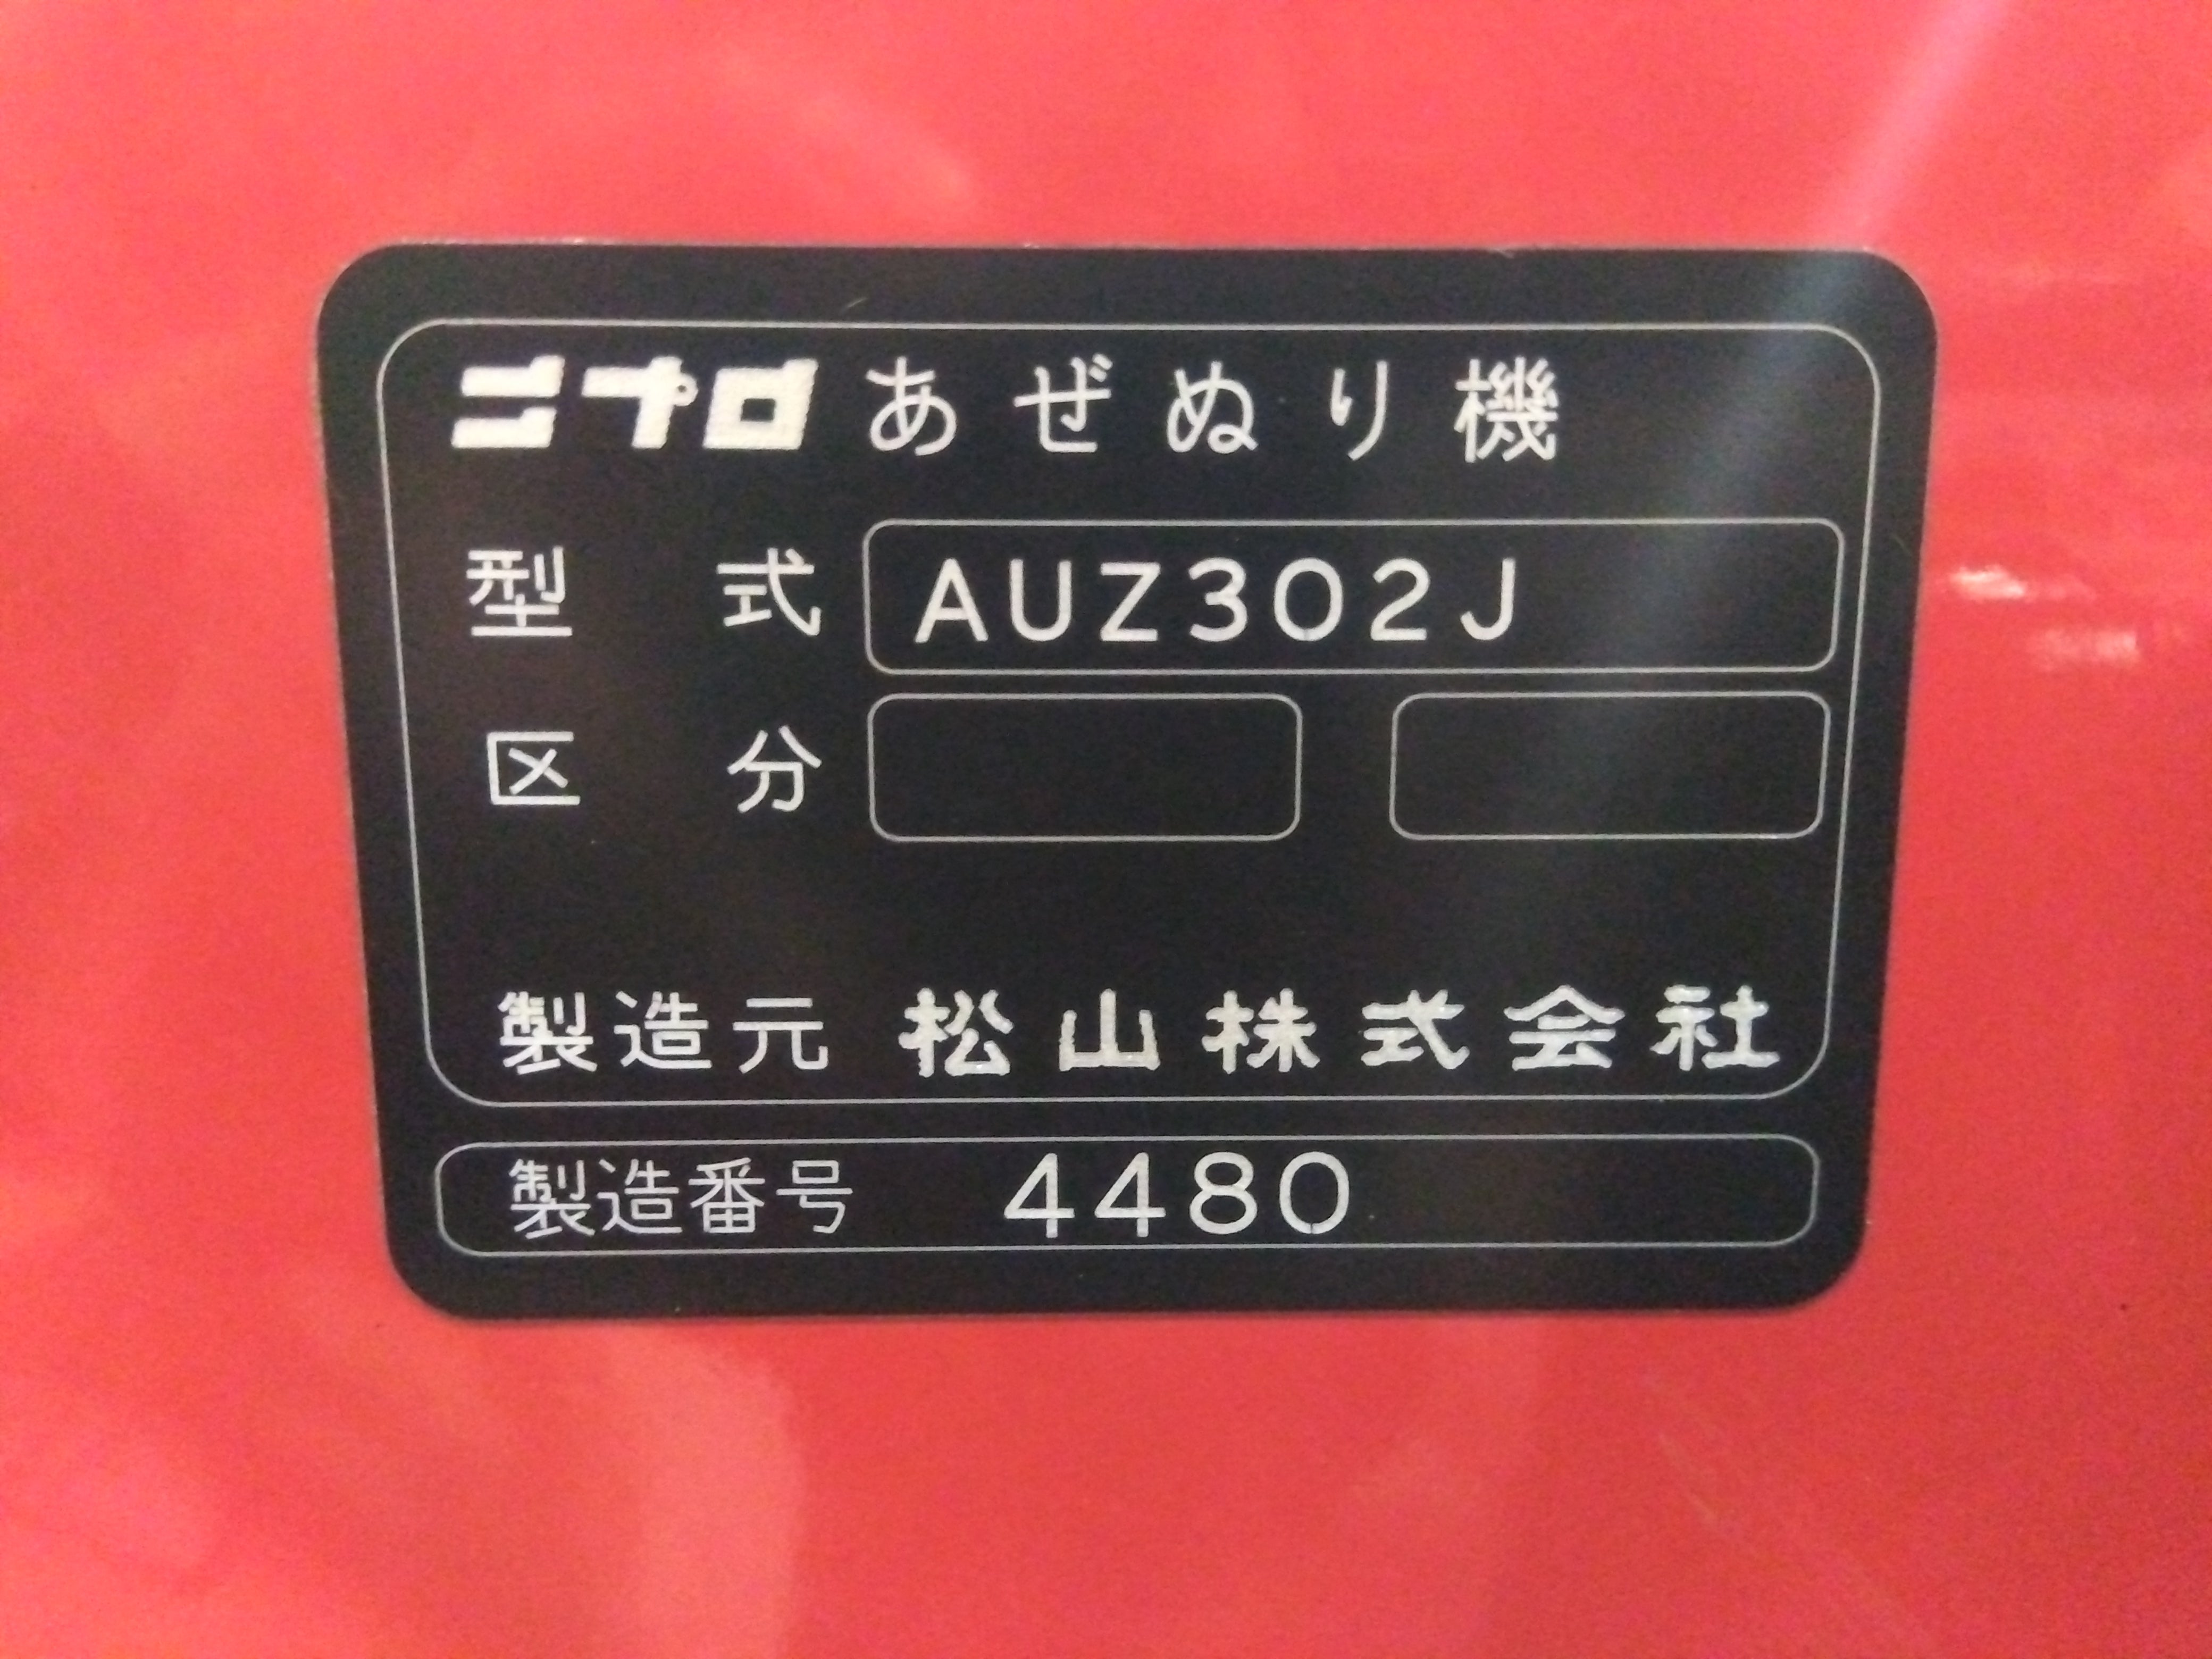 ニプロ あぜぬり機
型式 AUZ302J
区分
製造元 松山株式会社
製造番号 4480